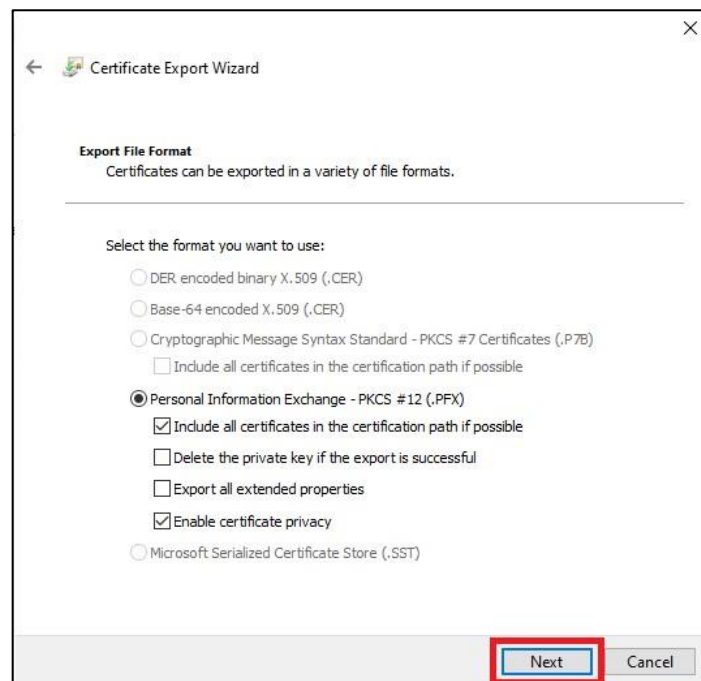 Certificate Export Wizard
Export File Format
Certificates can be exported in a variety of file formats.
Select the format you want to use:
DER encoded binary X.509 (.CER)
Base-64 encoded X.509 (.CER)
Cryptographic Message Syntax Standard - PKCS #7 Certificates (.P7B)
Include all certificates in the certification path if possible
Personal Information Exchange - PKCS #12 (.PFX)
Include all certificates in the certification path if possible
Delete the private key if the export is successful
Export all extended properties
Enable certificate privacy
Microsoft Serialized Certificate Store (.SST)
Next Cancel